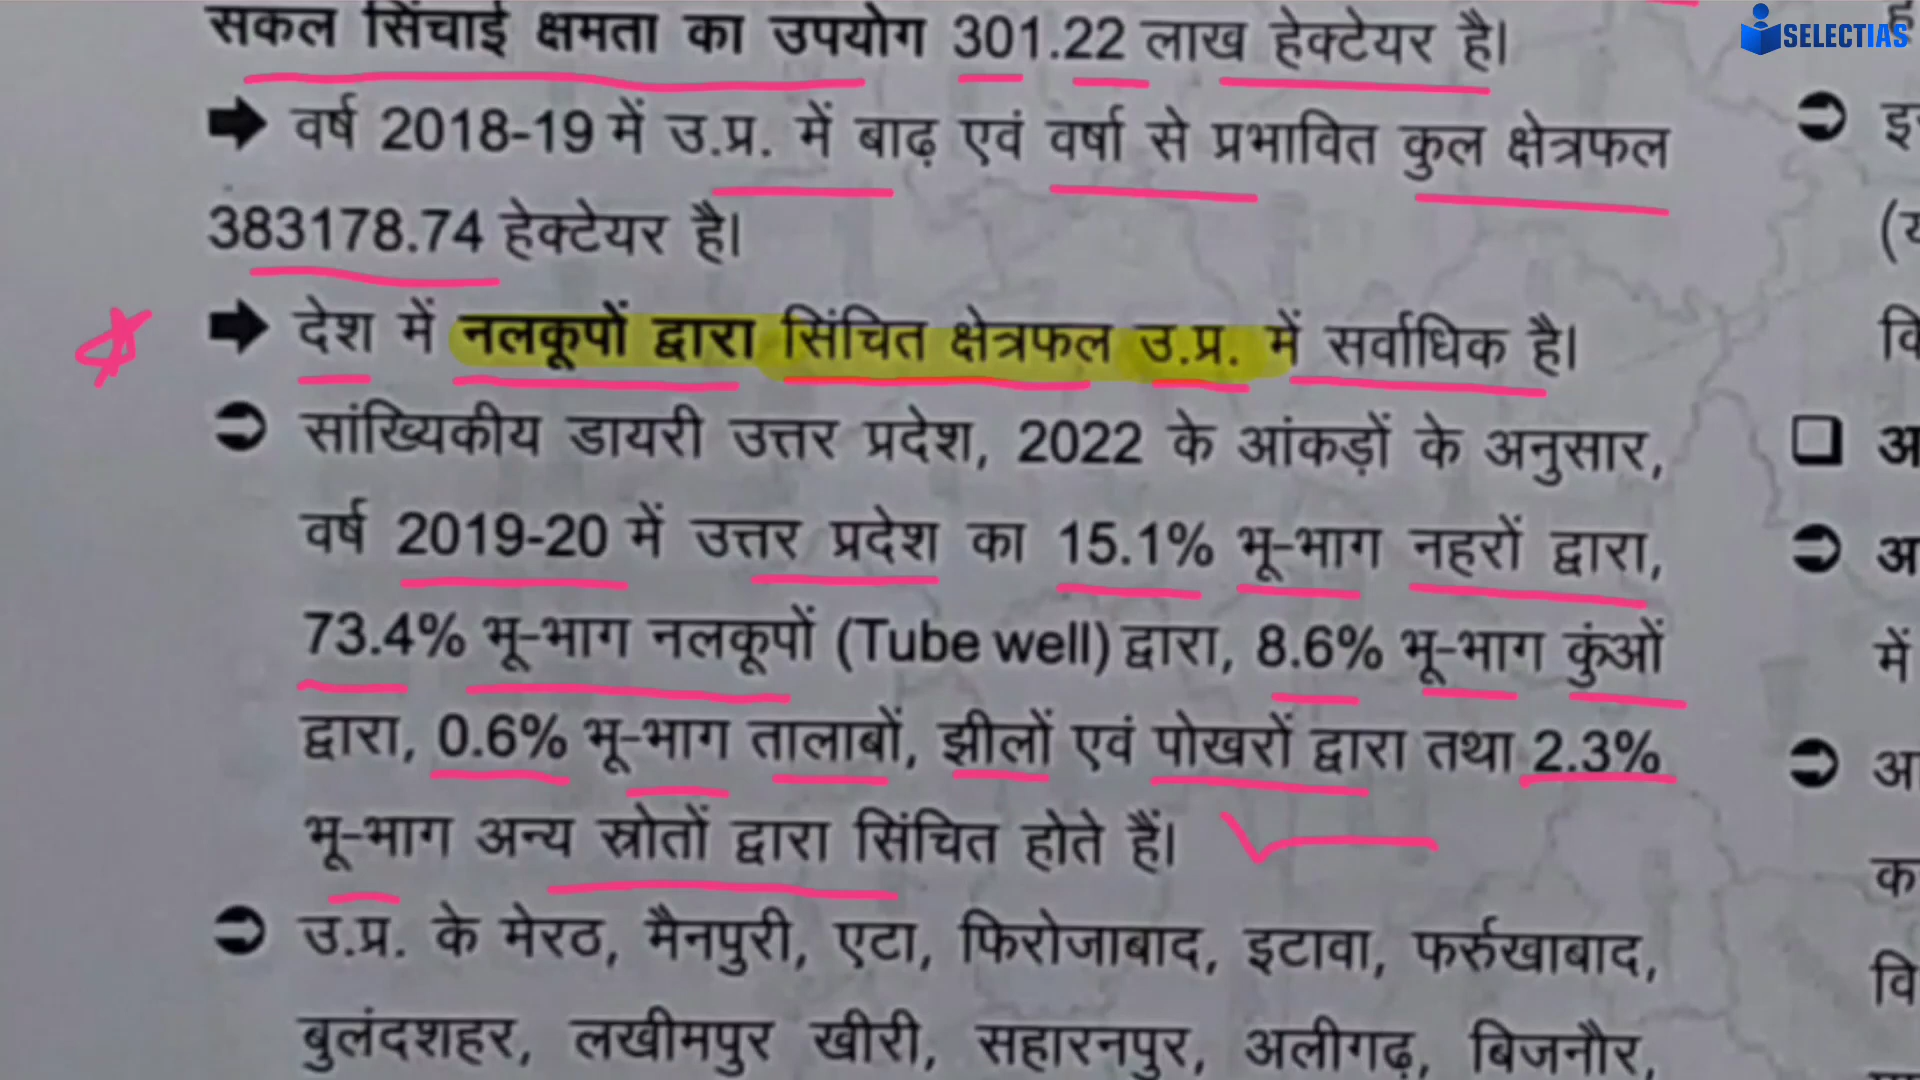 सकल सिंचाई क्षमता का उपयोग 301.22 लाख हेक्टेयर है।
वर्ष 2018-19 में उ.प्र. में बाढ़ एवं वर्षा से प्रभावित कुल क्षेत्रफल
383178.74 हेक्टेयर है।
देश में नलकूपों द्वारा सिंचित क्षेत्रफल उ.प्र. में सर्वाधिक है।
सांख्यिकीय डायरी उत्तर प्रदेश, 2022 के आंकड़ों के अनुसार,
वर्ष 2019-20 में उत्तर प्रदेश का 15.1% भू-भाग नहरों द्वारा,
73.4% भू-भाग नलकूपों (Tube well) द्वारा, 8.6% भू-भाग कुंओं
द्वारा, 0.6% भू-भाग तालाबों, झीलों एवं पोखरों द्वारा तथा 2.3%
भू-भाग अन्य स्रोतों द्वारा सिंचित होते हैं।
उ.प्र. के मेरठ, मैनपुरी, एटा, फिरोजाबाद, इटावा, फर्रुखाबाद,
बुलंदशहर, लखीमपुर खीरी, सहारनपुर, अलीगढ़, बिजनौर,
SELECTIAS
में